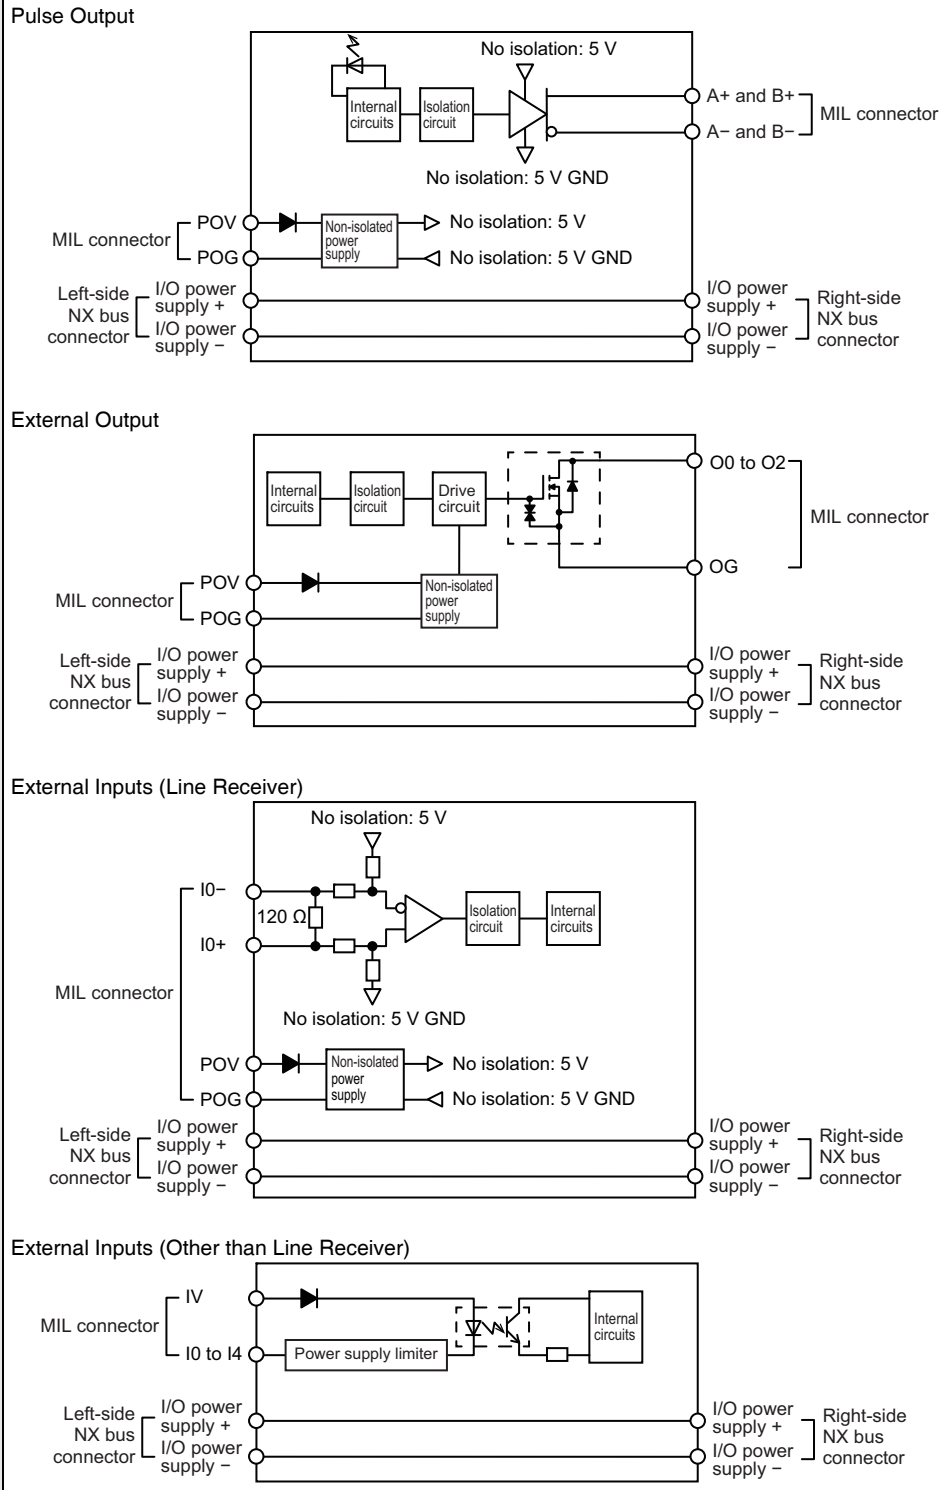 Pulse Output
No isolation: 5 V
Internal
circuits
Isolation
circuit
A+ and B+
A− and B−
MIL connector
No isolation: 5 V GND
MIL connector
POV
POG
Non-isolated
power
supply
No isolation: 5 V
No isolation: 5 V GND
Left-side
NX bus
connector
I/O power
supply +
I/O power
supply −
I/O power
supply +
I/O power
supply −
Right-side
NX bus
connector
External Output
Internal
circuits
Isolation
circuit
Drive
circuit
O0 to O2
OG
MIL connector
MIL connector
POV
POG
Non-isolated
power
supply
Left-side
NX bus
connector
I/O power
supply +
I/O power
supply −
I/O power
supply +
I/O power
supply −
Right-side
NX bus
connector
External Inputs (Line Receiver)
No isolation: 5 V
I0−
120 Ω
I0+
Isolation
circuit
Internal
circuits
MIL connector
No isolation: 5 V GND
POV
POG
Non-isolated
power
supply
No isolation: 5 V
No isolation: 5 V GND
Left-side
NX bus
connector
I/O power
supply +
I/O power
supply −
I/O power
supply +
I/O power
supply −
Right-side
NX bus
connector
External Inputs (Other than Line Receiver)
MIL connector
IV
I0 to I4
Power supply limiter
Internal
circuits
Left-side
NX bus
connector
I/O power
supply +
I/O power
supply −
I/O power
supply +
I/O power
supply −
Right-side
NX bus
connector